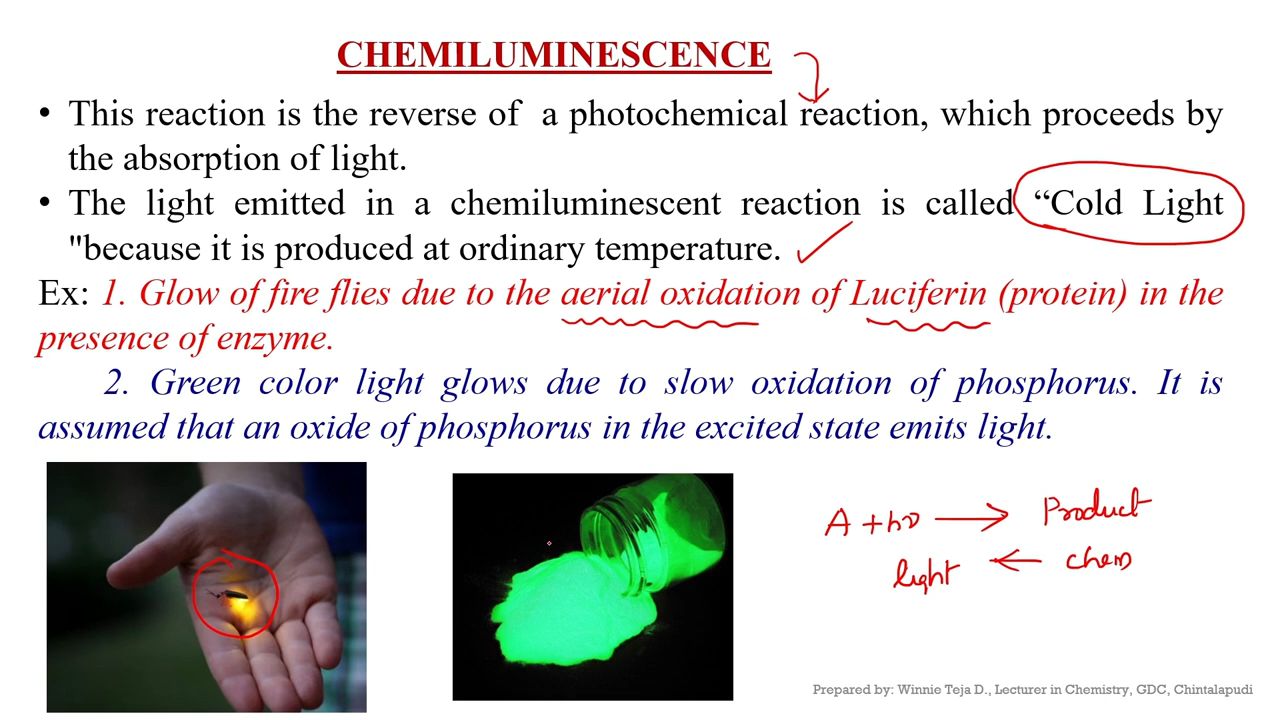 CHEMILUMINESCENCE
• This reaction is the reverse of a photochemical reaction, which proceeds by
the absorption of light.
• The light emitted in a chemiluminescent reaction is called “Cold Light
"because it is produced at ordinary temperature.
Ex: 1. Glow of fire flies due to the aerial oxidation of Luciferin (protein) in the
presence of enzyme.
2. Green color light glows due to slow oxidation of phosphorus. It is
assumed that an oxide of phosphorus in the excited state emits light.
A + hν ⟶ Product
light ⟵ chem
Prepared by: Winnie Teja D., Lecturer in Chemistry, GDC, Chintalapudi